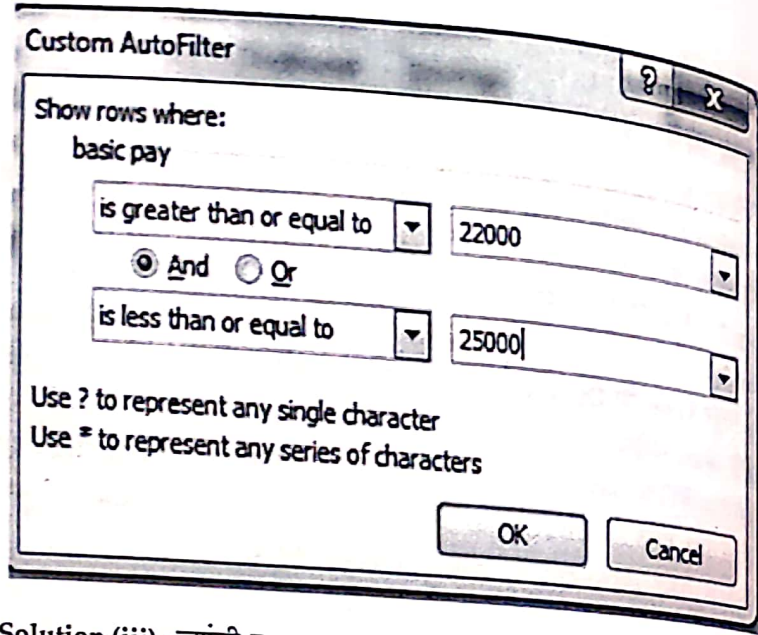 Custom AutoFilter
? X
Show rows where:
basic pay
is greater than or equal to 22000
And Or
is less than or equal to 25000
Use ? to represent any single character
Use * to represent any series of characters
OK Cancel
Solution (iii)